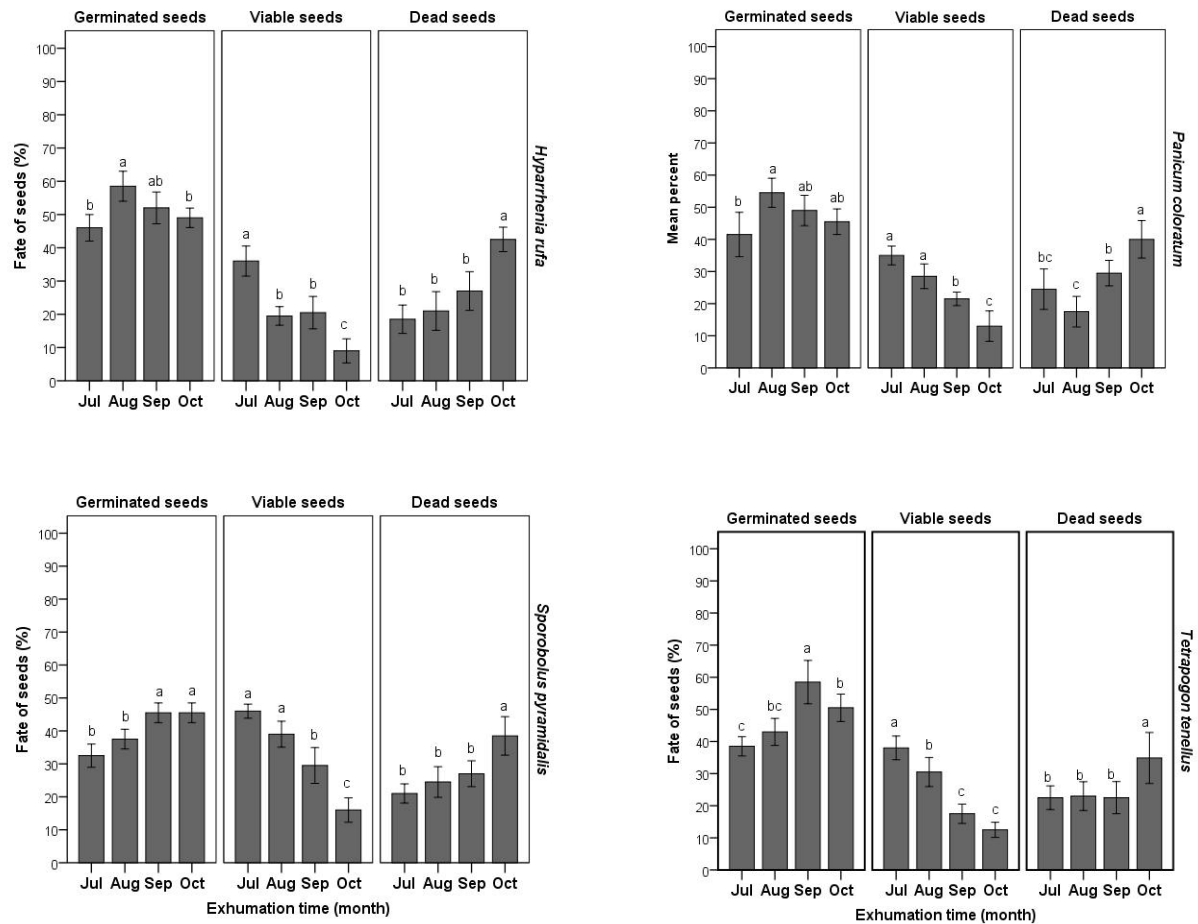 Germinated seeds Viable seeds Dead seeds
100
90
80
70
60
50
40
30
20
10
0
Fate of seeds (%)
b a ab b
a b b c
b b b a
Jul Aug Sep Oct Jul Aug Sep Oct Jul Aug Sep Oct
Hyparrhenia rufa
Germinated seeds Viable seeds Dead seeds
100
90
80
70
60
50
40
30
20
10
0
Mean percent
b a ab ab
a a b c
bc c b a
Jul Aug Sep Oct Jul Aug Sep Oct Jul Aug Sep Oct
Panicum coloratum
Germinated seeds Viable seeds Dead seeds
100
90
80
70
60
50
40
30
20
10
0
Fate of seeds (%)
b b a a
a a b c
b b b a
Jul Aug Sep Oct Jul Aug Sep Oct Jul Aug Sep Oct
Exhumation time (month)
Sporobolus pyramidalis
Germinated seeds Viable seeds Dead seeds
100
90
80
70
60
50
40
30
20
10
0
Fate of seeds (%)
c bc a b
a b c c
b b b a
Jul Aug Sep Oct Jul Aug Sep Oct Jul Aug Sep Oct
Exhumation time (month)
Tetrapogon tenellus